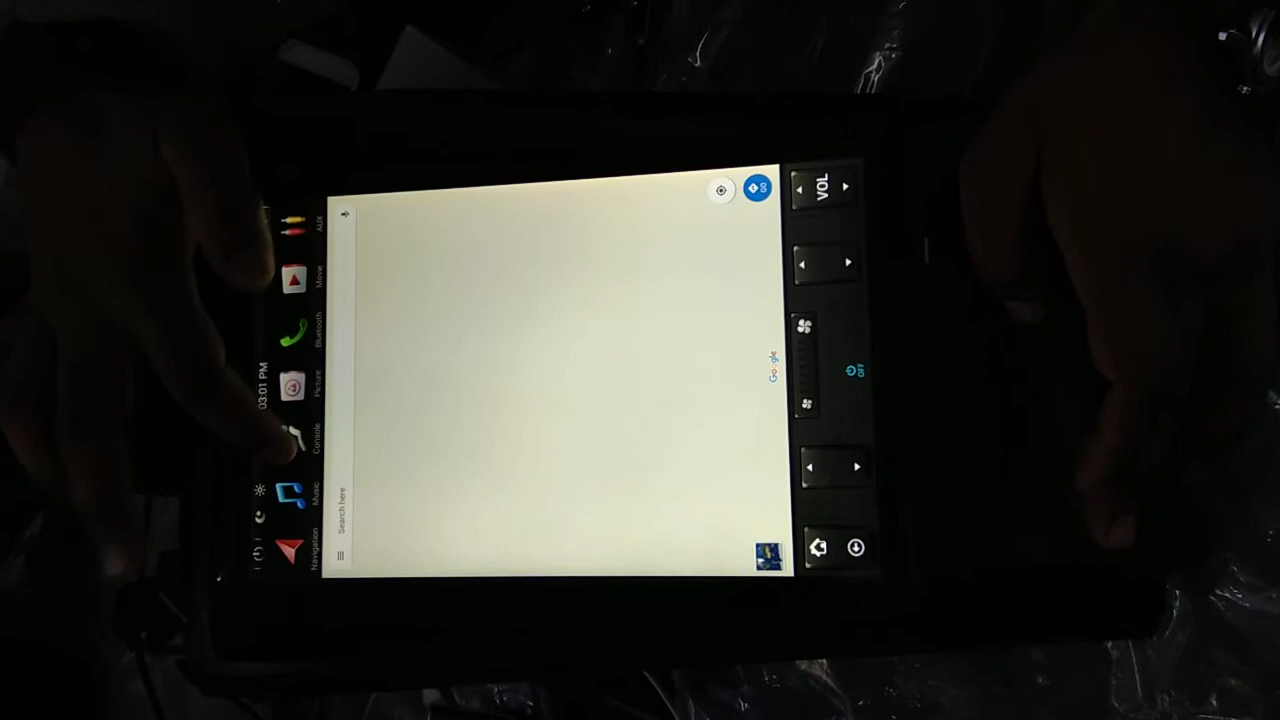 03:01 PM
Navigation Music Console Picture Bluetooth Movie AUX
Search here
Google
GO
VOL
OFF